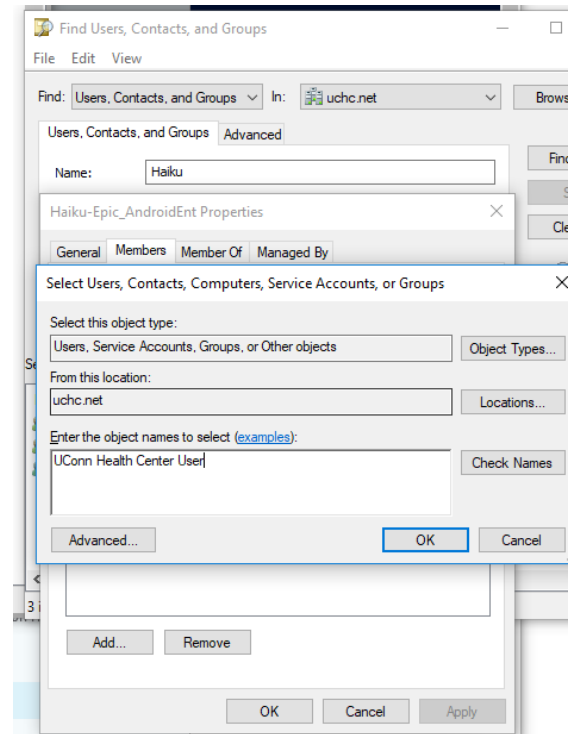 Find Users, Contacts, and Groups
File Edit View
Find: Users, Contacts, and Groups In: uchc.net
Users, Contacts, and Groups Advanced
Name: Haiku
Haiku-Epic_AndroidEnt Properties
General Members Member Of Managed By
Select Users, Contacts, Computers, Service Accounts, or Groups
Select this object type:
Users, Service Accounts, Groups, or Other objects
Object Types...
From this location:
uchc.net
Locations...
Enter the object names to select (examples):
UConn Health Center User
Check Names
Advanced...
OK
Cancel
3
Add...
Remove
OK
Cancel
Apply